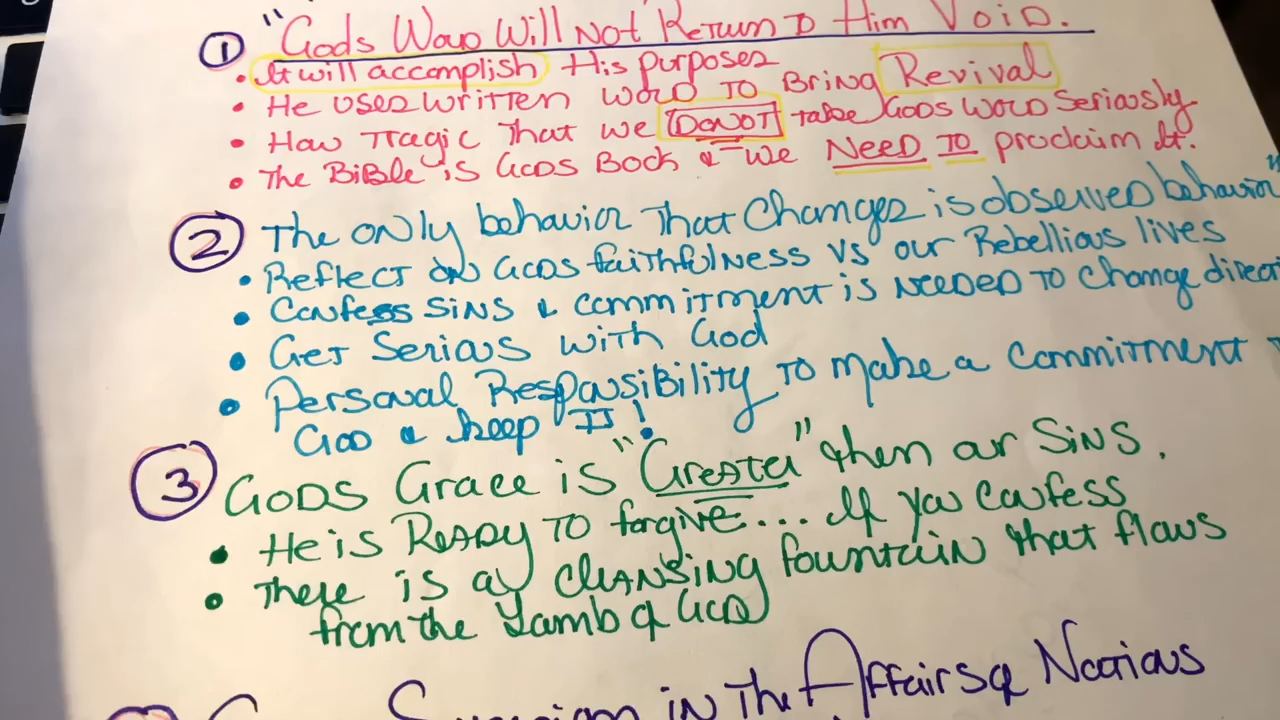 ① "Gods Word Will Not Return To Him Void.
• It will accomplish His purposes
• He uses written word to Bring Revival
• How Tragic That we DO NOT take Gods word Seriously
• The BiBle is Gods Book & we NEED TO proclaim It.
② The only behavior That Changes is observed behavior"
• Reflect on Gods faithfulness vs our Rebellious lives
• Confess Sins & commitment is needed to Change directi
• Get Serious with God
• Personal Responsibility to make a Commitment
God & keep IT!
③ GODS Grace is "Greater" then our Sins.
• He is READY TO forgive... If you confess
• There is a cleansing fountain that flows
from the Lamb of God
in The Affairs of Nations